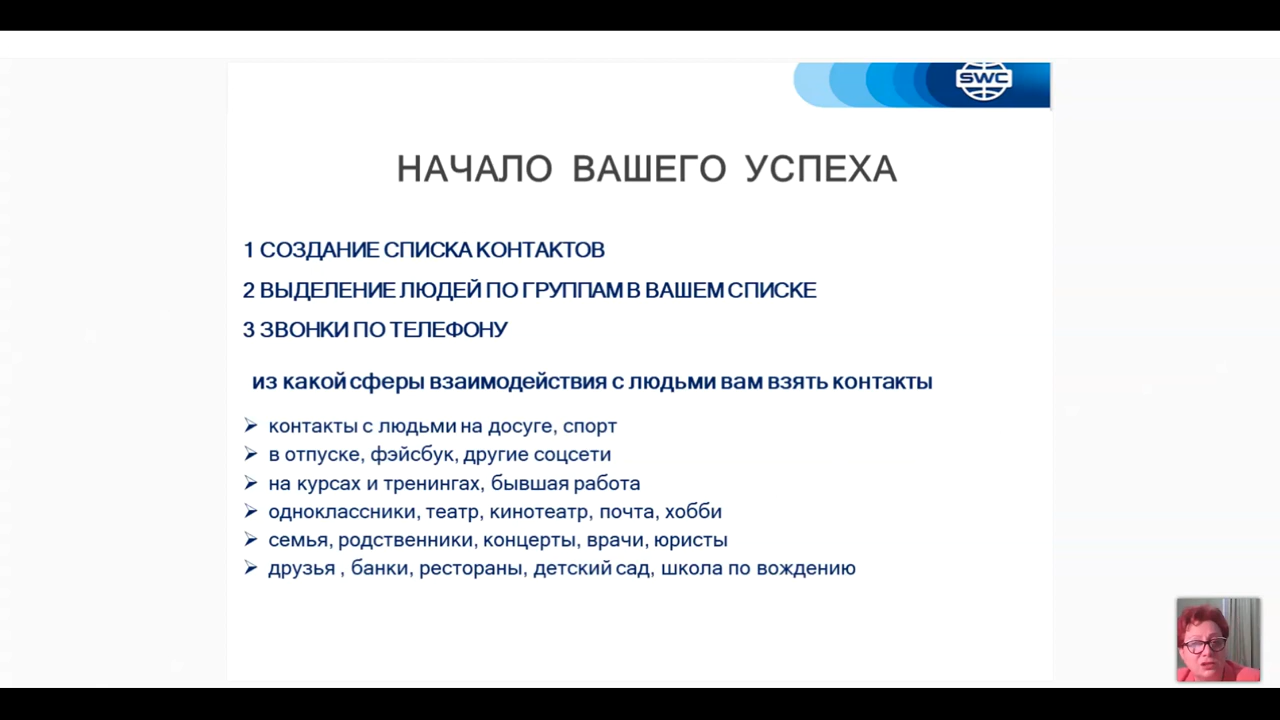 SWC
НАЧАЛО ВАШЕГО УСПЕХА
1 СОЗДАНИЕ СПИСКА КОНТАКТОВ
2 ВЫДЕЛЕНИЕ ЛЮДЕЙ ПО ГРУППАМ В ВАШЕМ СПИСКЕ
3 ЗВОНКИ ПО ТЕЛЕФОНУ
из какой сферы взаимодействия с людьми вам взять контакты
➢ контакты с людьми на досуге, спорт
➢ в отпуске, фэйсбук, другие соцсети
➢ на курсах и тренингах, бывшая работа
➢ одноклассники, театр, кинотеатр, почта, хобби
➢ семья, родственники, концерты, врачи, юристы
➢ друзья , банки, рестораны, детский сад, школа по вождению